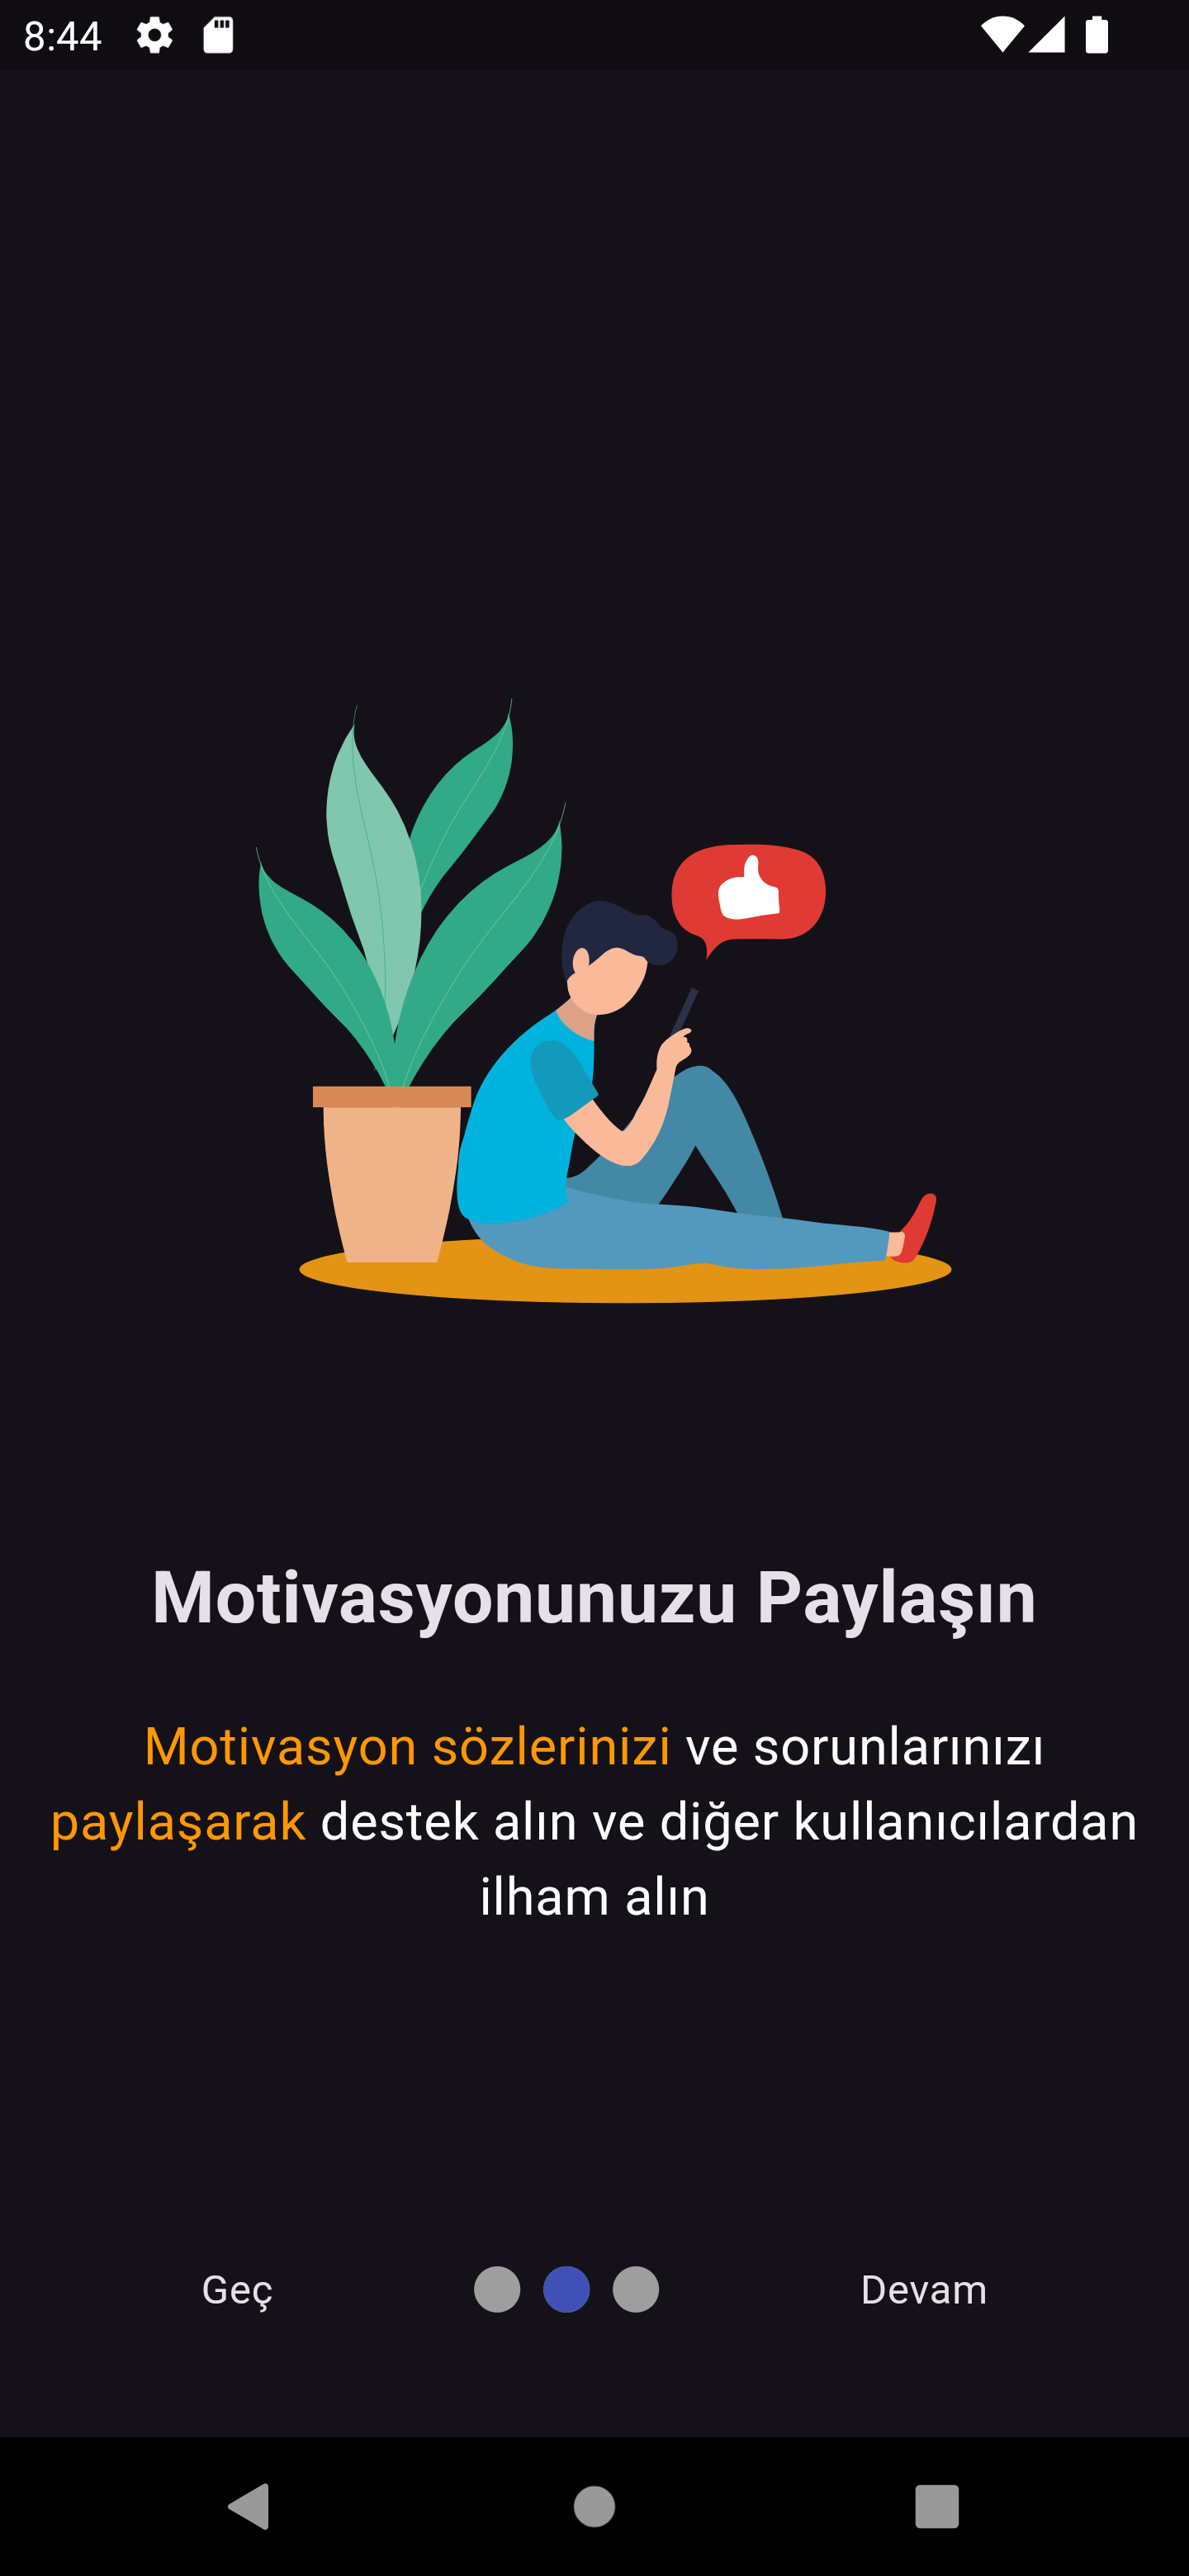 8:44
Motivasyonunuzu Paylaşın
Motivasyon sözlerinizi ve sorunlarınızı
paylaşarak destek alın ve diğer kullanıcılardan
ilham alın
Geç
Devam